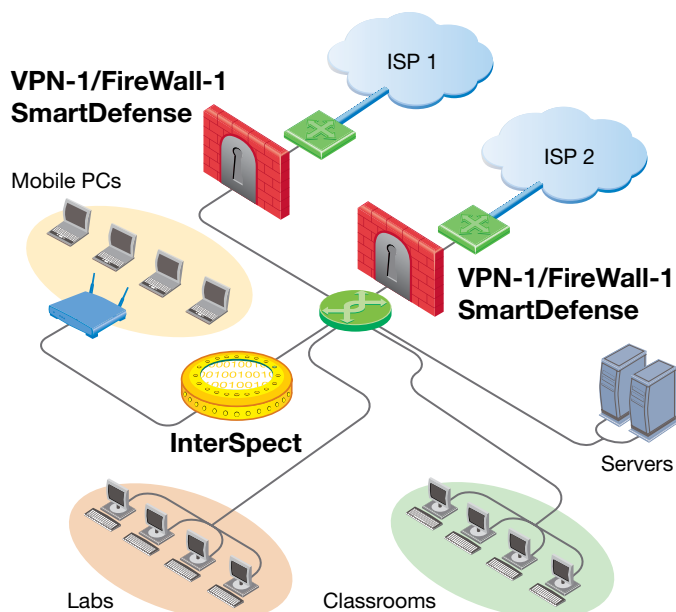 ISP 1
VPN-1/FireWall-1
SmartDefense
ISP 2
Mobile PCs
VPN-1/FireWall-1
SmartDefense
InterSpect
Servers
Labs
Classrooms